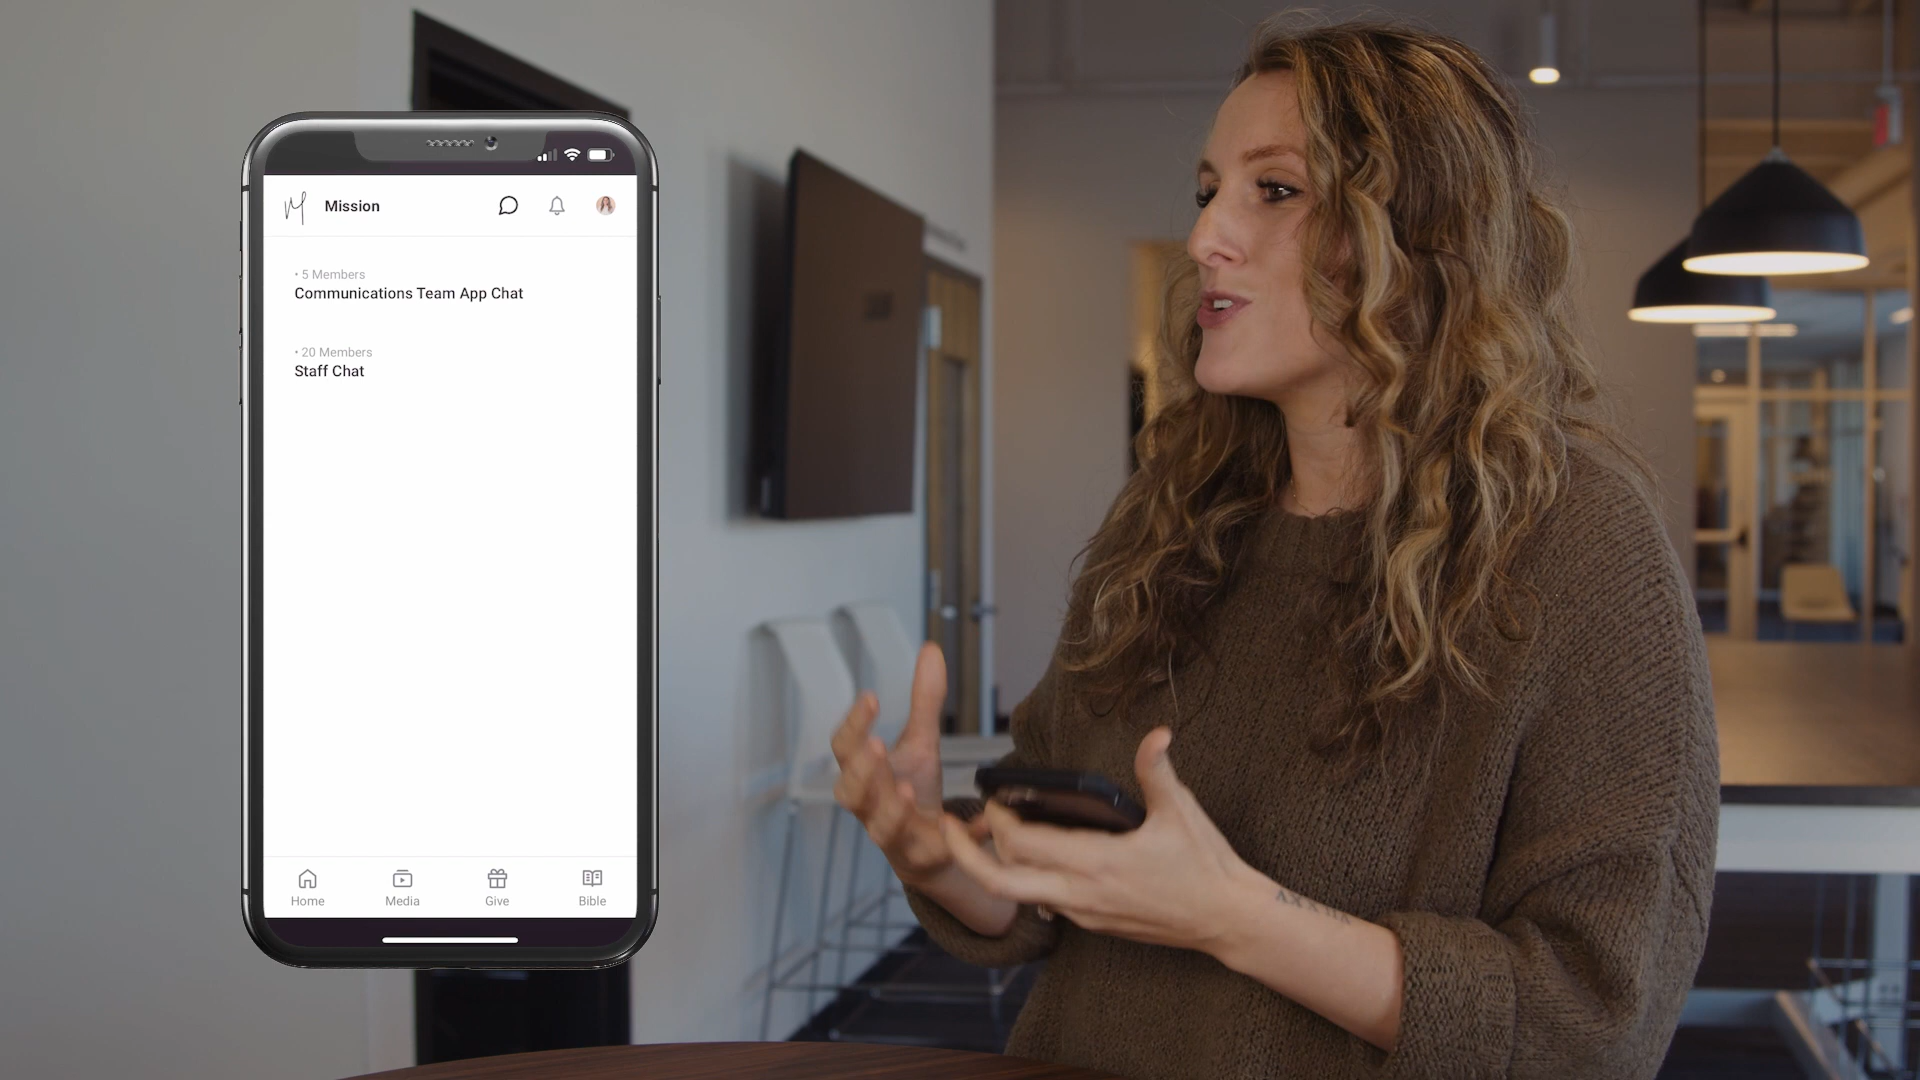 Mission
• 5 Members
Communications Team App Chat
• 20 Members
Staff Chat
Home
Media
Give
Bible